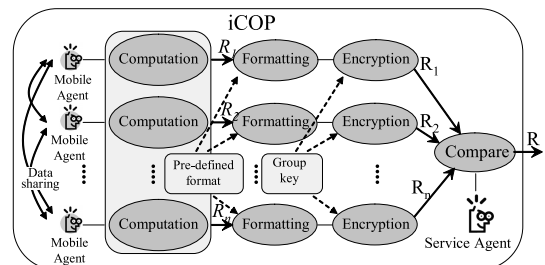 iCOP
Mobile
Agent
Computation
R1
Formatting
Encryption
R1
Mobile
Agent
Computation
R2
Formatting
Encryption
R2
Data
sharing
Pre-defined
format
Group
key
Compare
R
Mobile
Agent
Computation
Rn
Formatting
Encryption
Rn
Service Agent